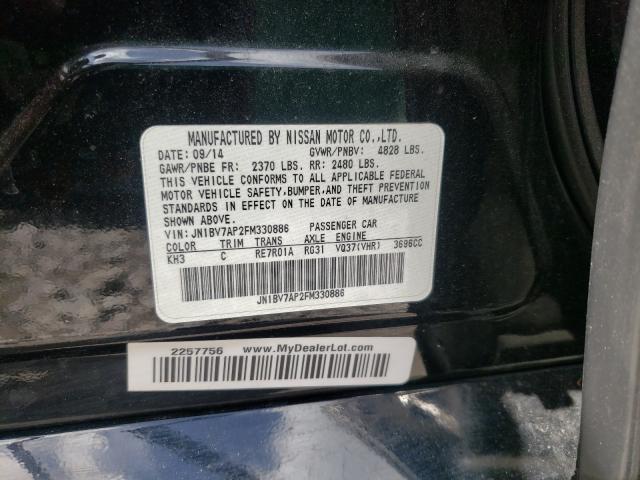 MANUFACTURED BY NISSAN MOTOR CO.,LTD.
DATE: 09/14 GVWR/PNBV: 4828 LBS.
GAWR/PNBE FR: 2370 LBS. RR: 2480 LBS.
THIS VEHICLE CONFORMS TO ALL APPLICABLE FEDERAL
MOTOR VEHICLE SAFETY, BUMPER, AND THEFT PREVENTION
STANDARDS IN EFFECT ON THE DATE OF MANUFACTURE
SHOWN ABOVE.
VIN: JN1BV7AP2FM330886 PASSENGER CAR
COLOR TRIM TRANS AXLE ENGINE
KH3 C RE7R01A RG31 VQ37(VHR) 3696CC
JN1BV7AP2FM330886
2257756 www.MyDealerLot.com